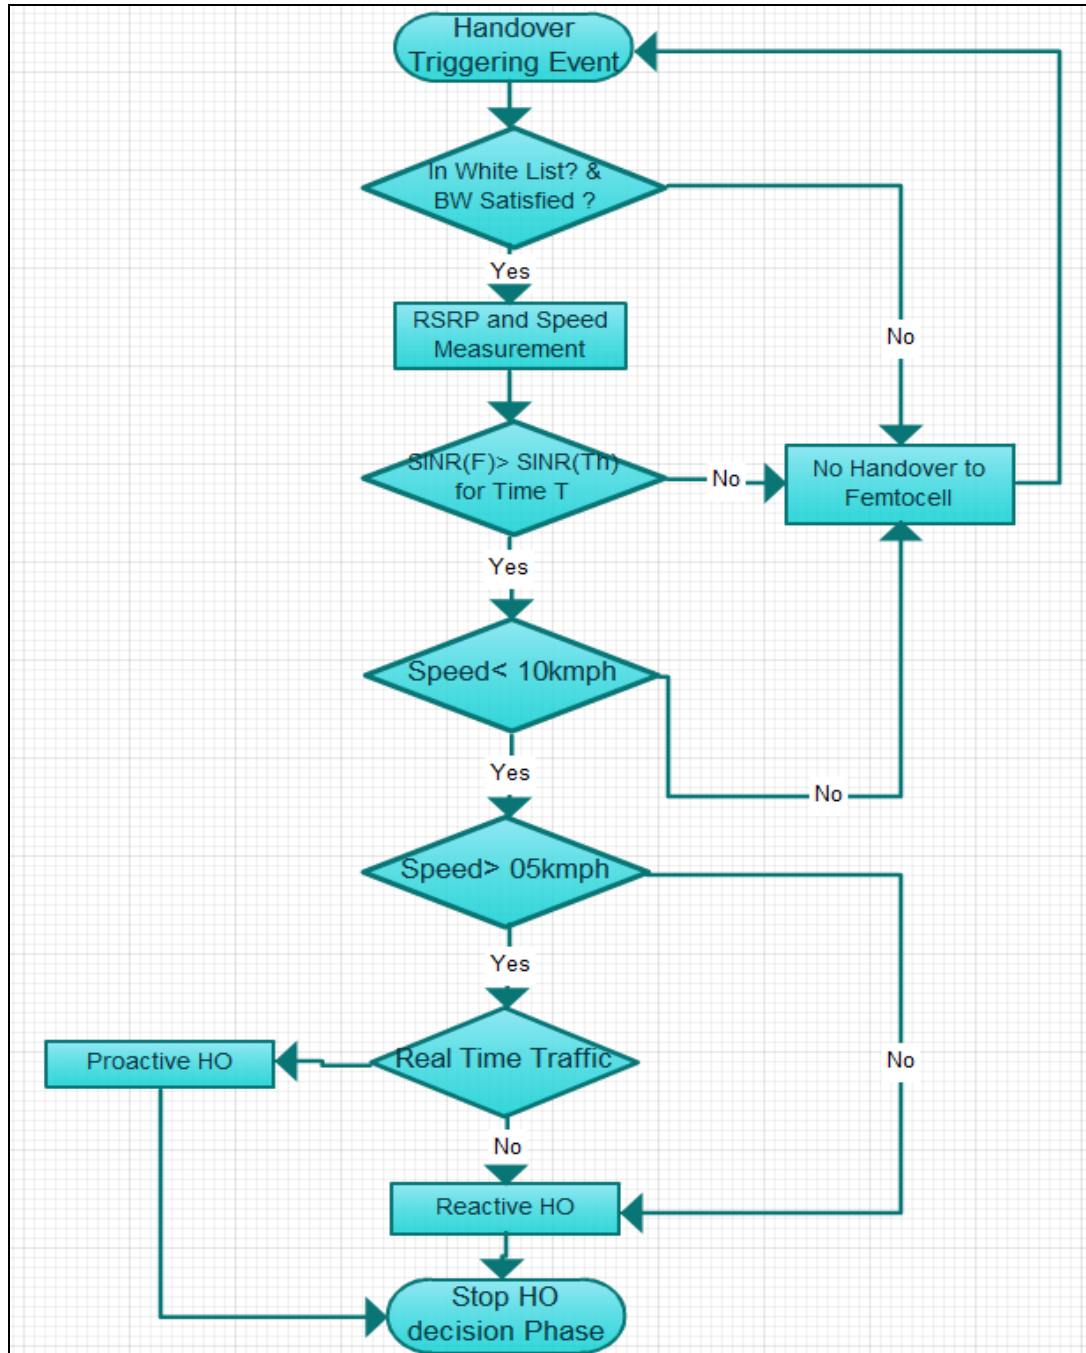 Handover
Triggering Event
In White List? &
BW Satisfied ?
Yes
No
RSRP and Speed
Measurement
SINR(F)> SINR(Th)
for Time T
No
No Handover to
Femtocell
Yes
Speed< 10kmph
Yes
No
Speed> 05kmph
Yes
Real Time Traffic
Proactive HO
No
No
Reactive HO
Stop HO
decision Phase